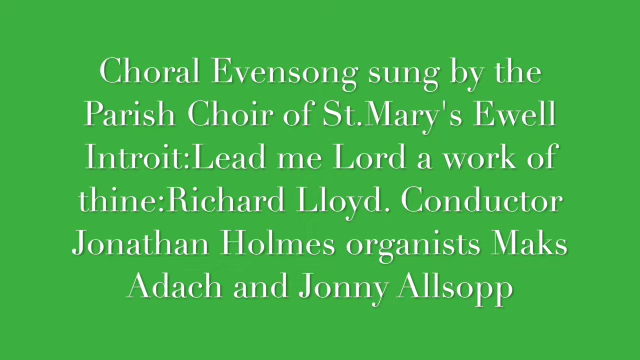 Choral Evensong sung by the
Parish Choir of St.Mary's Ewell
Introit:Lead me Lord a work of
thine:Richard Lloyd. Conductor
Jonathan Holmes organists Maks
Adach and Jonny Allsopp